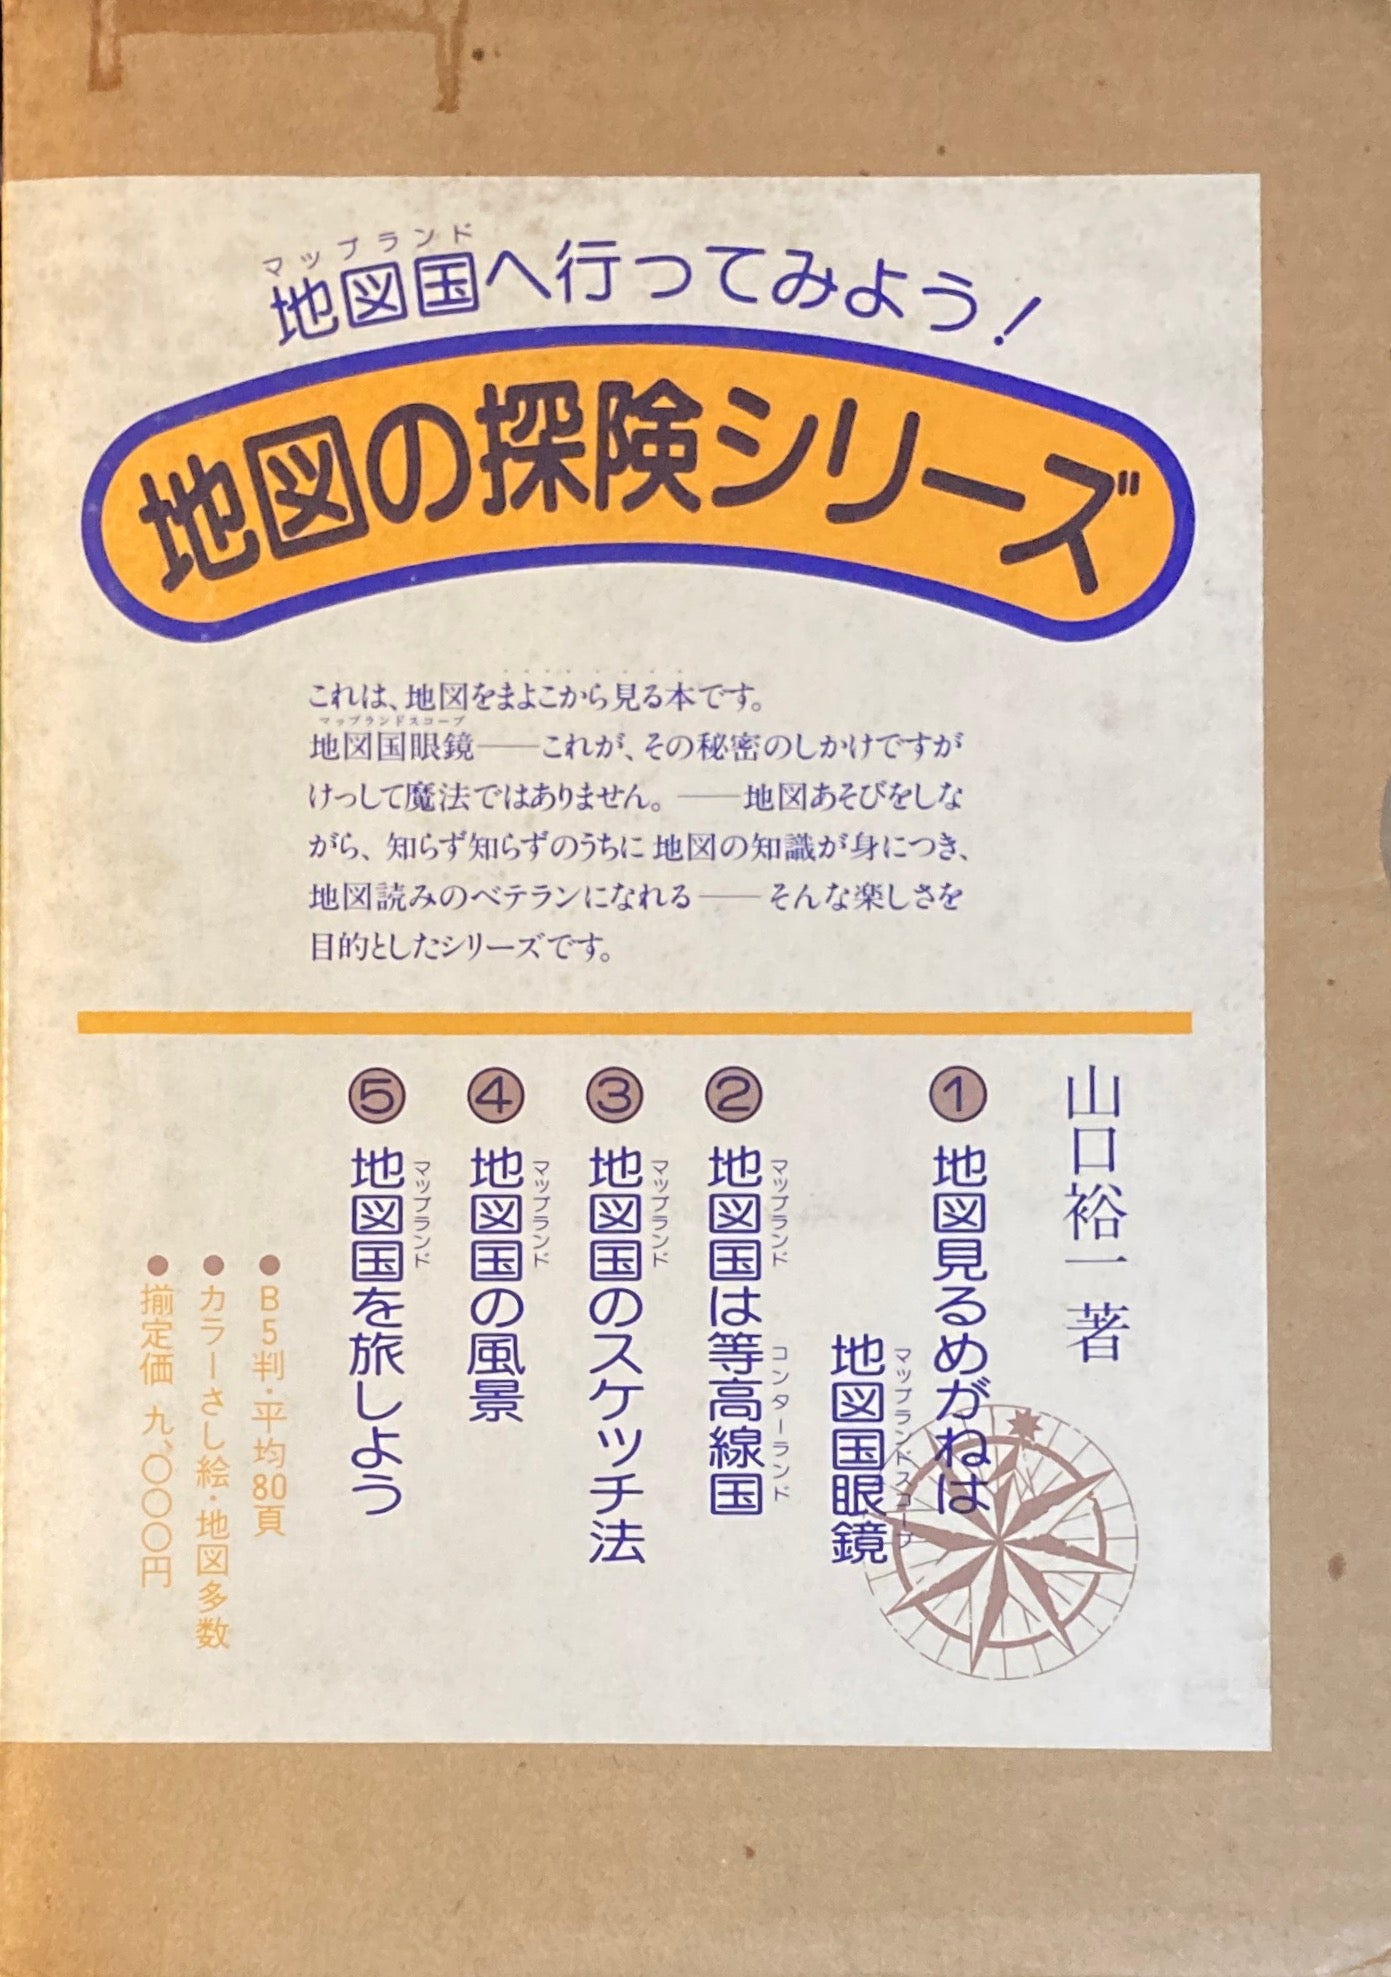 マップランド
地図国へ行ってみよう！
地図の探険シリーズ
これは、地図をまよこから見る本です。
マップランドスコープ
地図国眼鏡──これが、その秘密のしかけですが
けっして魔法ではありません。──地図あそびをしな
がら、知らず知らずのうちに地図の知識が身につき、
地図読みのベテランになれる──そんな楽しさを
目的としたシリーズです。
山口裕一 著
① 地図見るめがねは
マップランドスコープ
地図国眼鏡
マップランド コンターランド
② 地図国は等高線国
マップランド
③ 地図国のスケッチ法
マップランド
④ 地図国の風景
マップランド
⑤ 地図国を旅しよう
●B5判・平均80頁
●カラーさし絵・地図多数
●揃定価 九、〇〇〇円